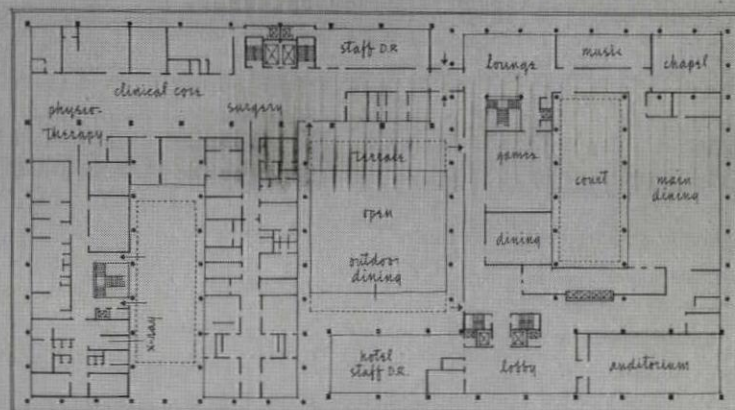 staff D.R.
lounge
music
chapel
clinical core
surgery
physio-
therapy
terrace
games
court
main
dining
open
dining
outdoor
dining
x-ray
hotel
staff D.R.
lobby
auditorium